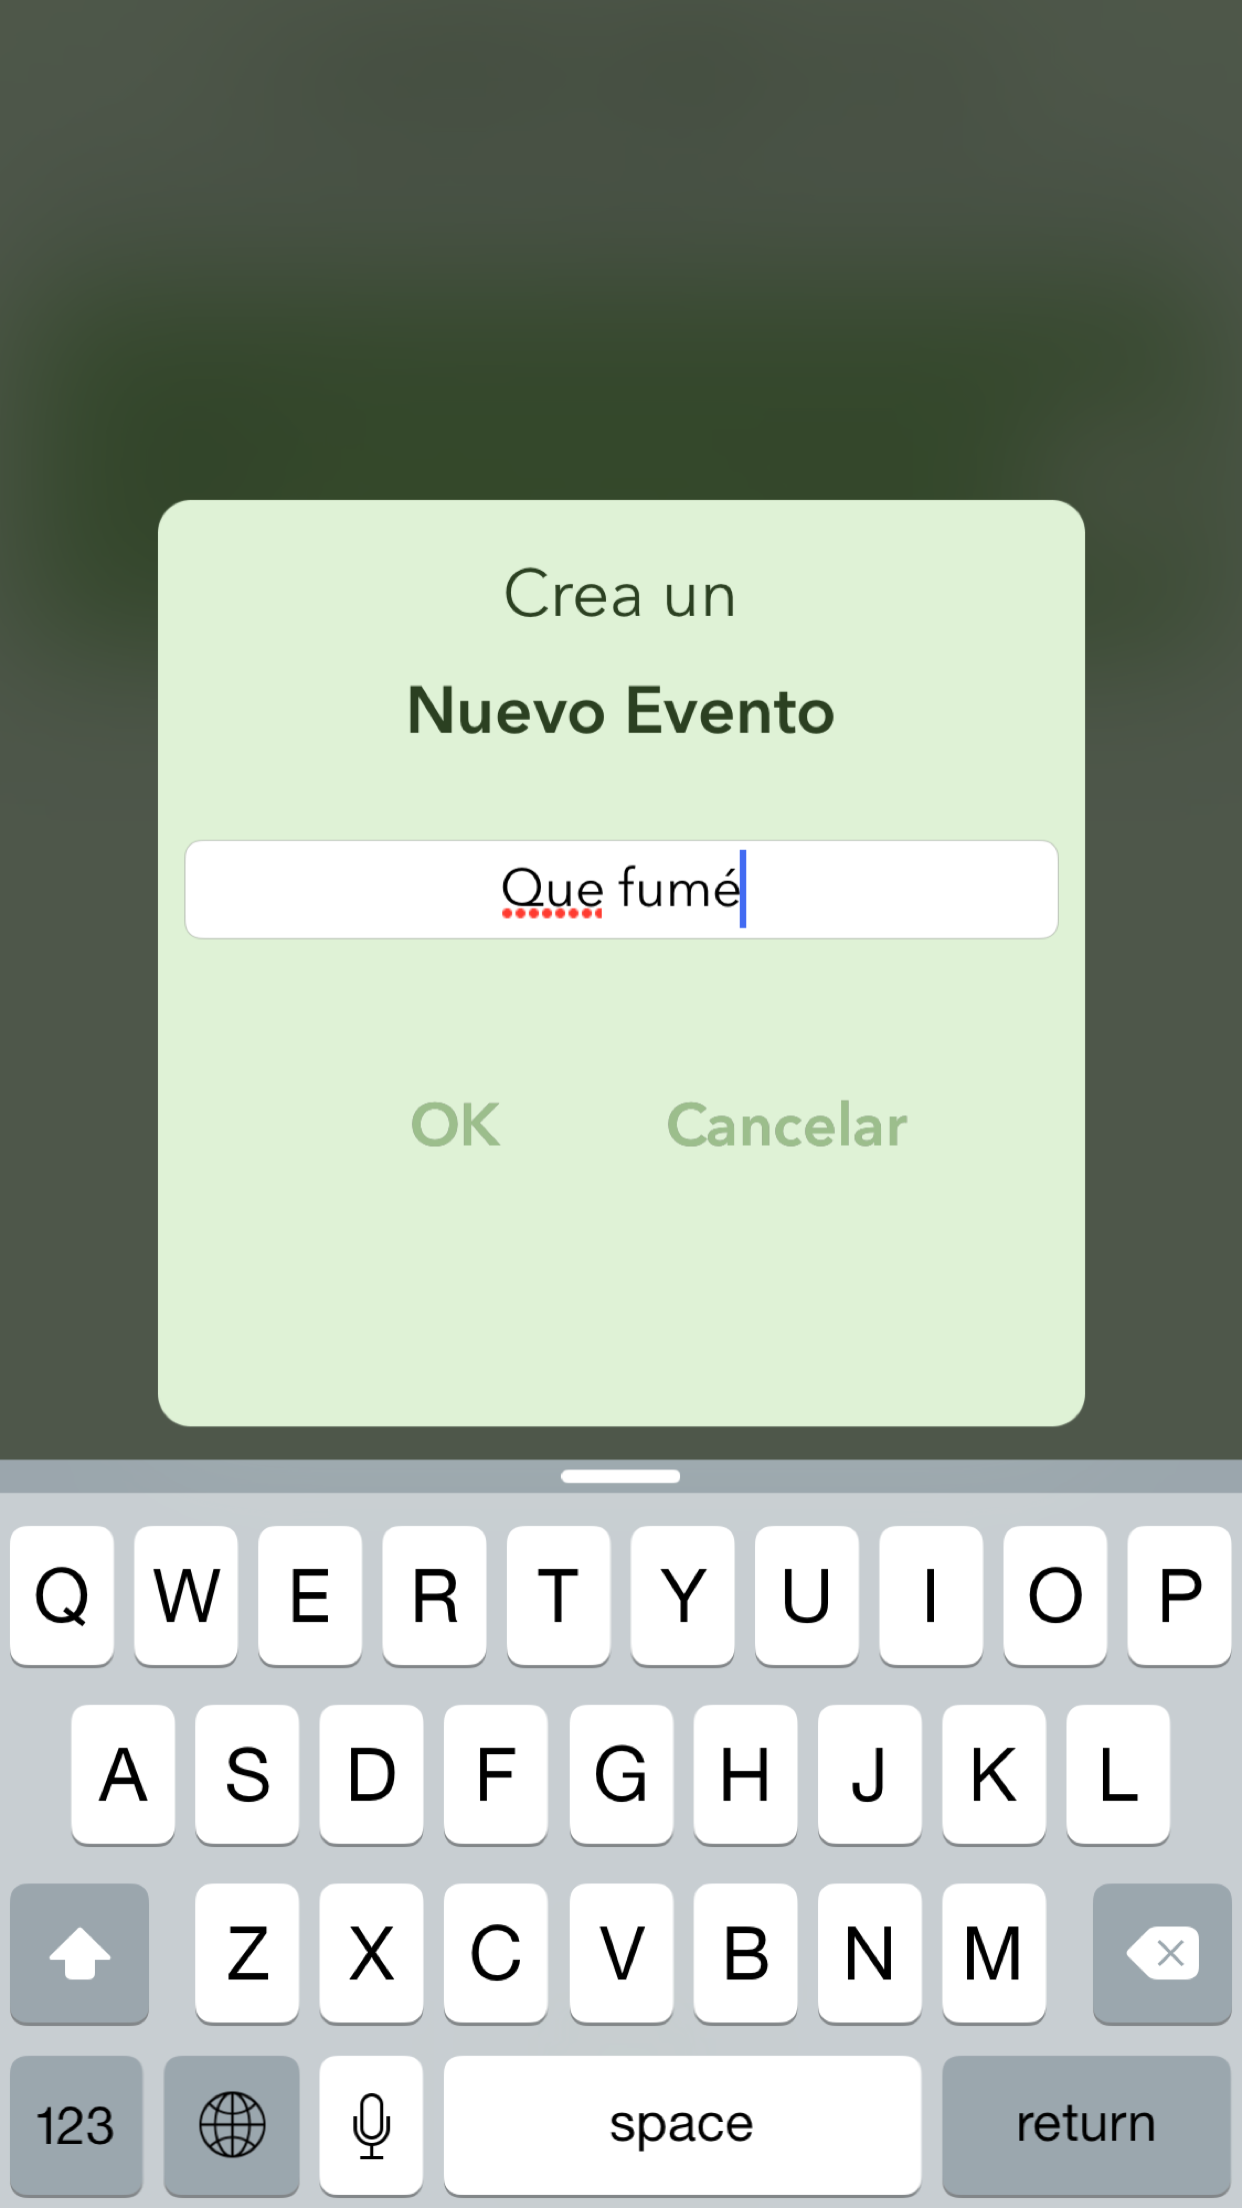 Crea un
Nuevo Evento
Que fumé
OK Cancelar
Q W E R T Y U I O P
A S D F G H J K L
Z X C V B N M
123 space return